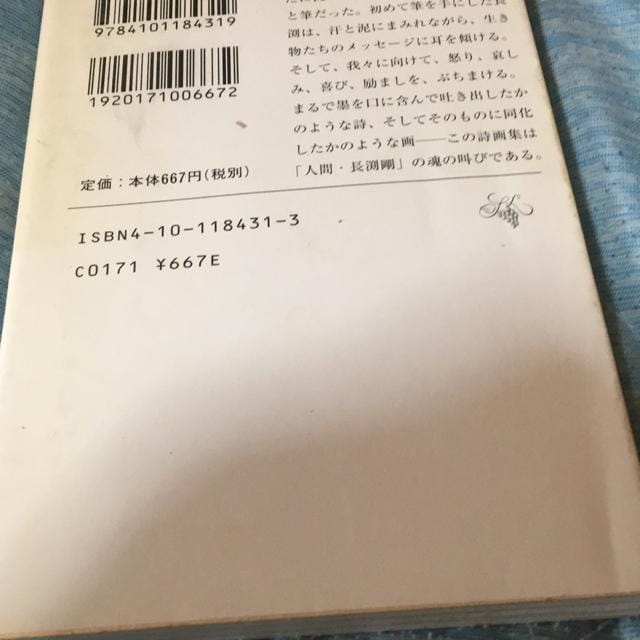 9784101184319
1920171006672
定価：本体667円(税別)
と筆だった。初めて筆を手にした長
渕は、汗と泥にまみれながら、生き
物たちのメッセージに耳を傾ける。
そして、我々に向けて、怒り、哀し
み、喜び、励ましを、ぶちまける。
まるで墨を口に含んで吐き出したか
のような詩、そしてそのものに同化
したかのような画——この詩画集は
「人間・長渕剛」の魂の叫びである。
ISBN4-10-118431-3
C0171 ¥667E